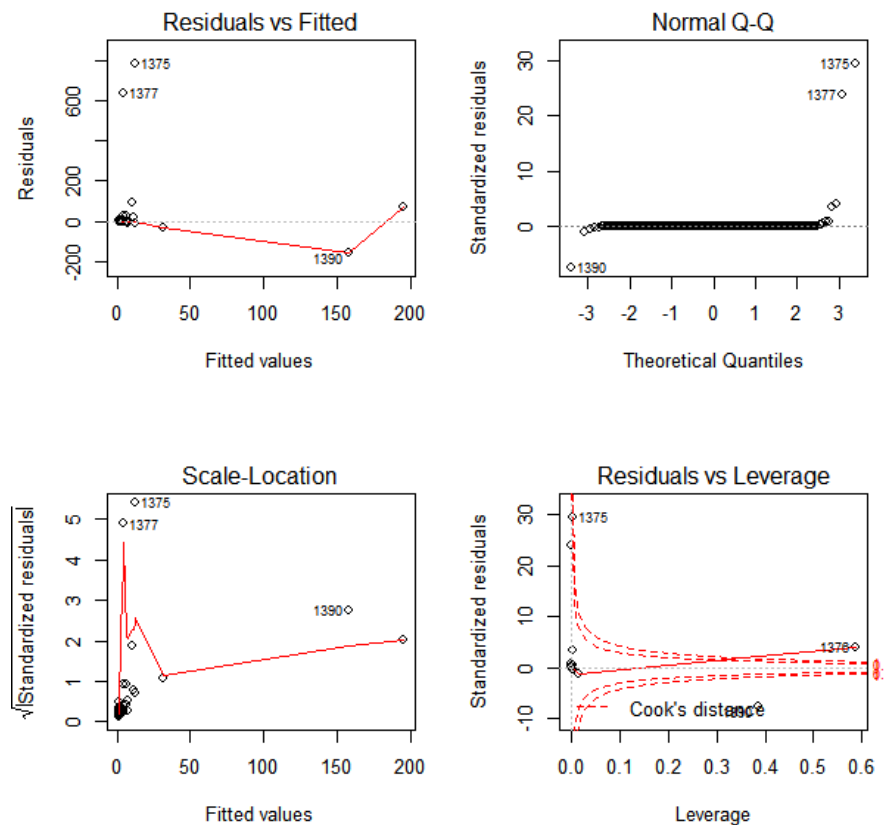 Residuals vs Fitted
Residuals
-200 0 200 600
1375
1377
1390
0 50 100 150 200
Fitted values
Normal Q-Q
Standardized residuals
0 10 20 30
1375
1377
1390
-3 -2 -1 0 1 2 3
Theoretical Quantiles
Scale-Location
√|Standardized residuals|
0 1 2 3 4 5
1375
1377
1390
0 50 100 150 200
Fitted values
Residuals vs Leverage
Standardized residuals
-10 0 10 20 30
1375
1378
1390
Cook's distance
0.0 0.1 0.2 0.3 0.4 0.5 0.6
Leverage